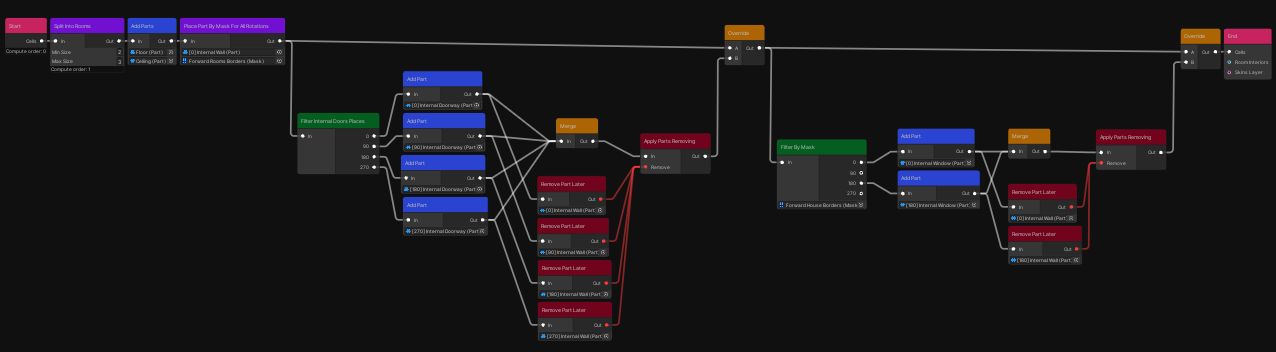 Start
Cells
Compute order: 0
Split Into Rooms
In Out
Min Size 2
Max Size 3
Compute order: 1
Add Parts
In Out
Floor (Part)
Ceiling (Part)
Place Part By Mask For All Rotations
In Out
[0] Internal Wall (Part)
Forward Rooms Borders (Mask)
Filter Internal Doors Places
In 0
90
180
270
Add Part
In Out
[0] Internal Doorway (Part
Add Part
In Out
[90] Internal Doorway (Part
Add Part
In Out
[180] Internal Doorway (Part
Add Part
In Out
[270] Internal Doorway (Part
Merge
In Out
Remove Part Later
In Out
[0] Internal Wall (Part
Remove Part Later
In Out
[90] Internal Wall (Part
Remove Part Later
In Out
[180] Internal Wall (Part
Remove Part Later
In Out
[270] Internal Wall (Part
Apply Parts Removing
In Out
Remove
Override
A Out
B
Filter By Mask
In 0
90
180
270
Forward House Borders (Mask
Add Part
In Out
[0] Internal Window (Part
Add Part
In Out
[180] Internal Window (Part
Merge
In Out
Remove Part Later
In Out
[0] Internal Wall (Part
Remove Part Later
In Out
[180] Internal Wall (Part
Apply Parts Removing
In Out
Remove
Override
A Out
B
End
Cells
Room Interiors
Skins Layer